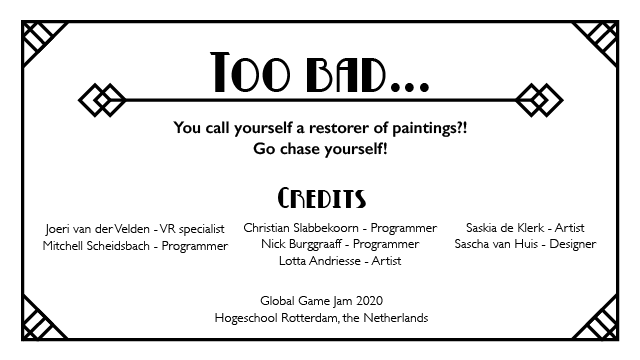 Too bad...
You call yourself a restorer of paintings?!
Go chase yourself!
Credits
Joeri van der Velden - VR specialist
Mitchell Scheidsbach - Programmer
Christian Slabbekoorn - Programmer
Nick Burggraaff - Programmer
Lotta Andriesse - Artist
Saskia de Klerk - Artist
Sascha van Huis - Designer
Global Game Jam 2020
Hogeschool Rotterdam, the Netherlands